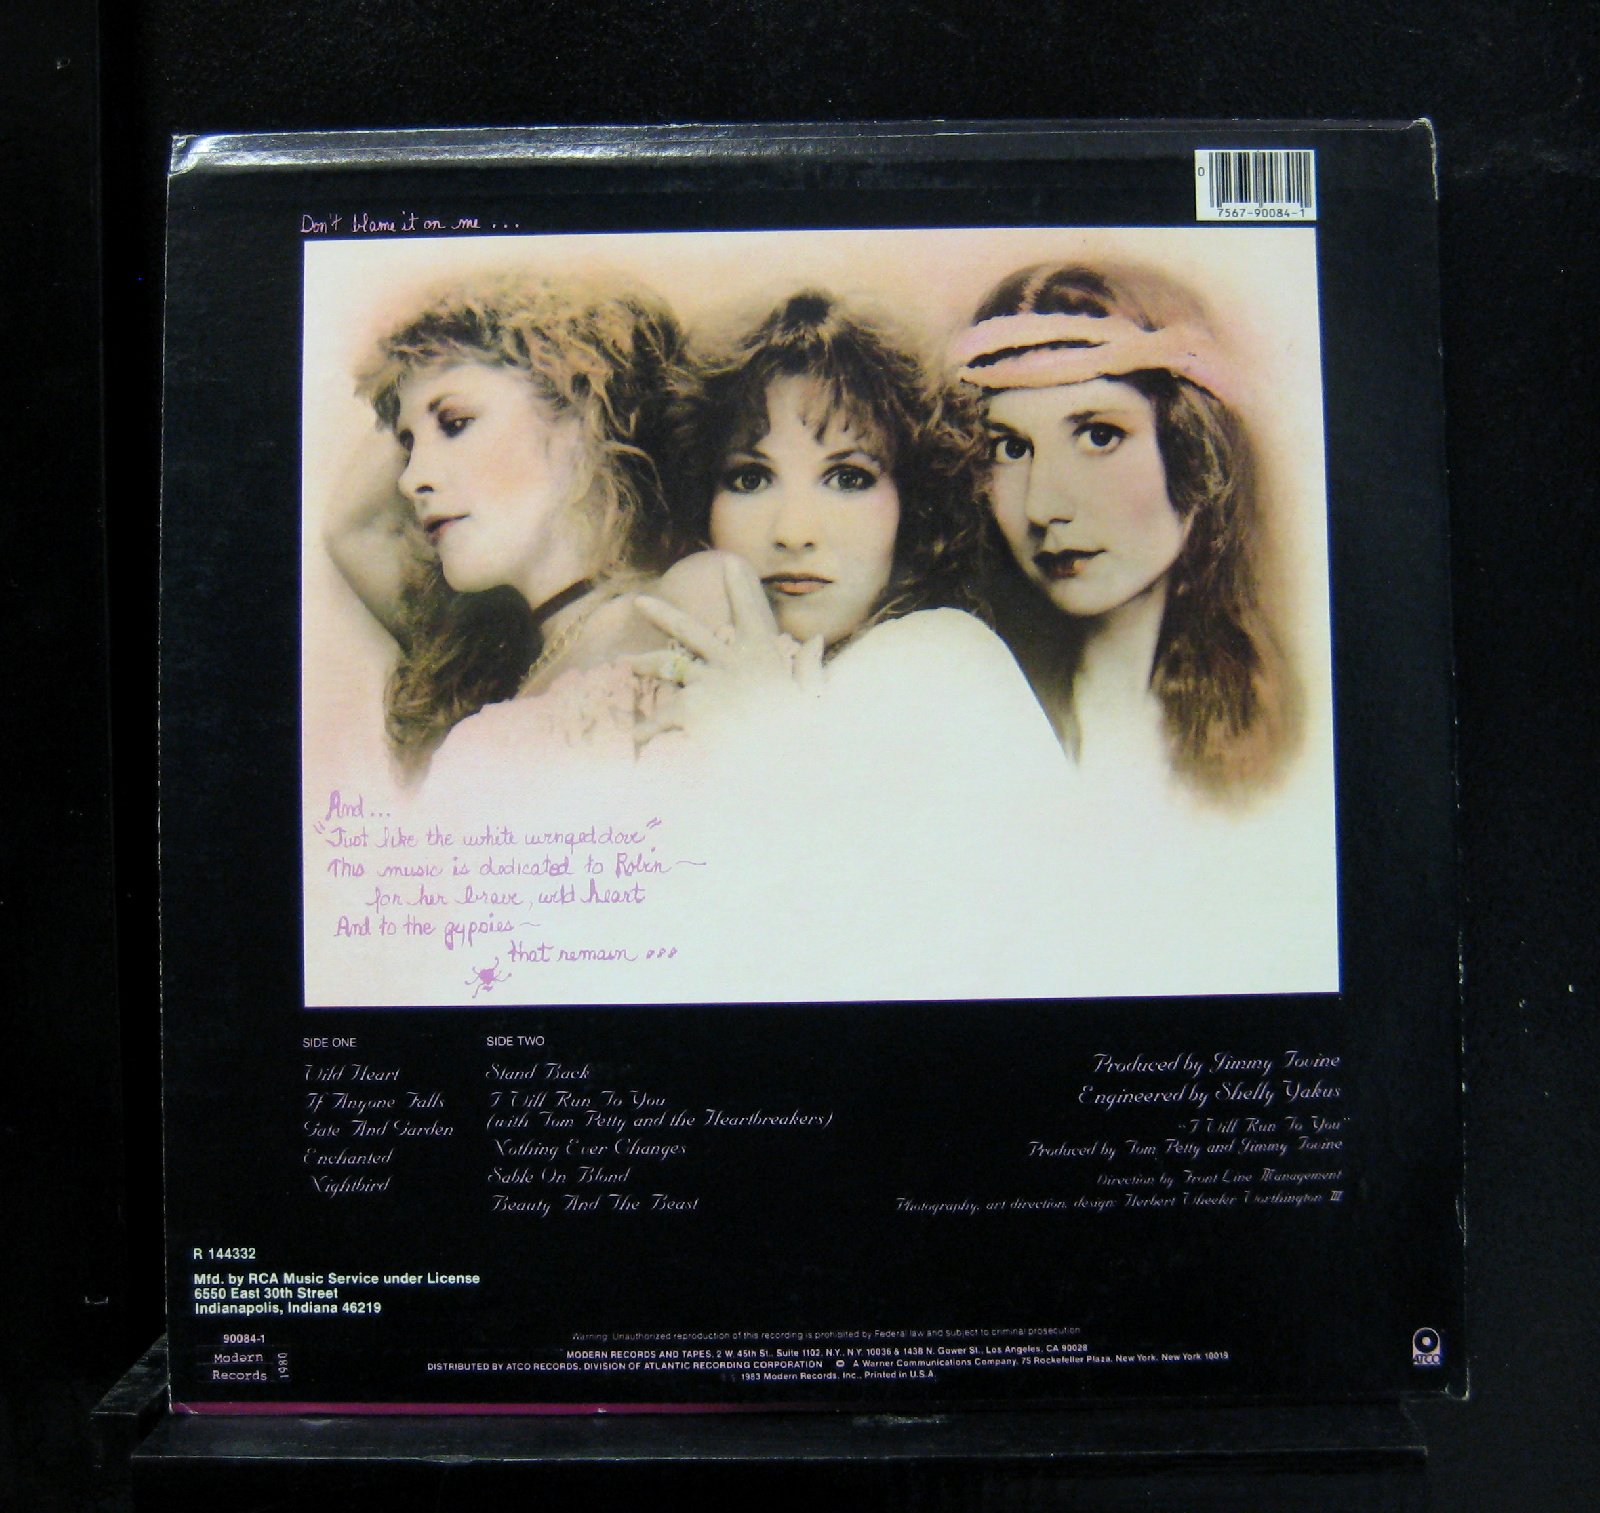 0
7567-90084-1
Don't blame it on me ...
And...
"Just like the white winged dove"
This music is dedicated to Robin —
for her brave, wild heart
And to the gypsies —
that remain ...
SIDE ONE
Wild Heart
If Anyone Falls
Gate And Garden
Enchanted
Nightbird
SIDE TWO
Stand Back
I Will Run To You
(with Tom Petty and the Heartbreakers)
Nothing Ever Changes
Sable On Blond
Beauty And The Beast
Produced by Jimmy Iovine
Engineered by Shelly Yakus
"I Will Run To You"
Produced by Tom Petty and Jimmy Iovine
Direction by Front Line Management
Photography, art direction, design: Herbert Wheeler Worthington III
R 144332
Mfd. by RCA Music Service under License
6550 East 30th Street
Indianapolis, Indiana 46219
90084-1
Modern
Records
1980
Warning: Unauthorized reproduction of this recording is prohibited by Federal law and subject to criminal prosecution
MODERN RECORDS AND TAPES, 2 W. 45th St., Suite 1102, N.Y., N.Y. 10036 & 1438 N. Gower St., Los Angeles, CA 90028
DISTRIBUTED BY ATCO RECORDS, DIVISION OF ATLANTIC RECORDING CORPORATION A Warner Communications Company, 75 Rockefeller Plaza, New York, New York 10019
1983 Modern Records, Inc., Printed in U.S.A.
ATCO